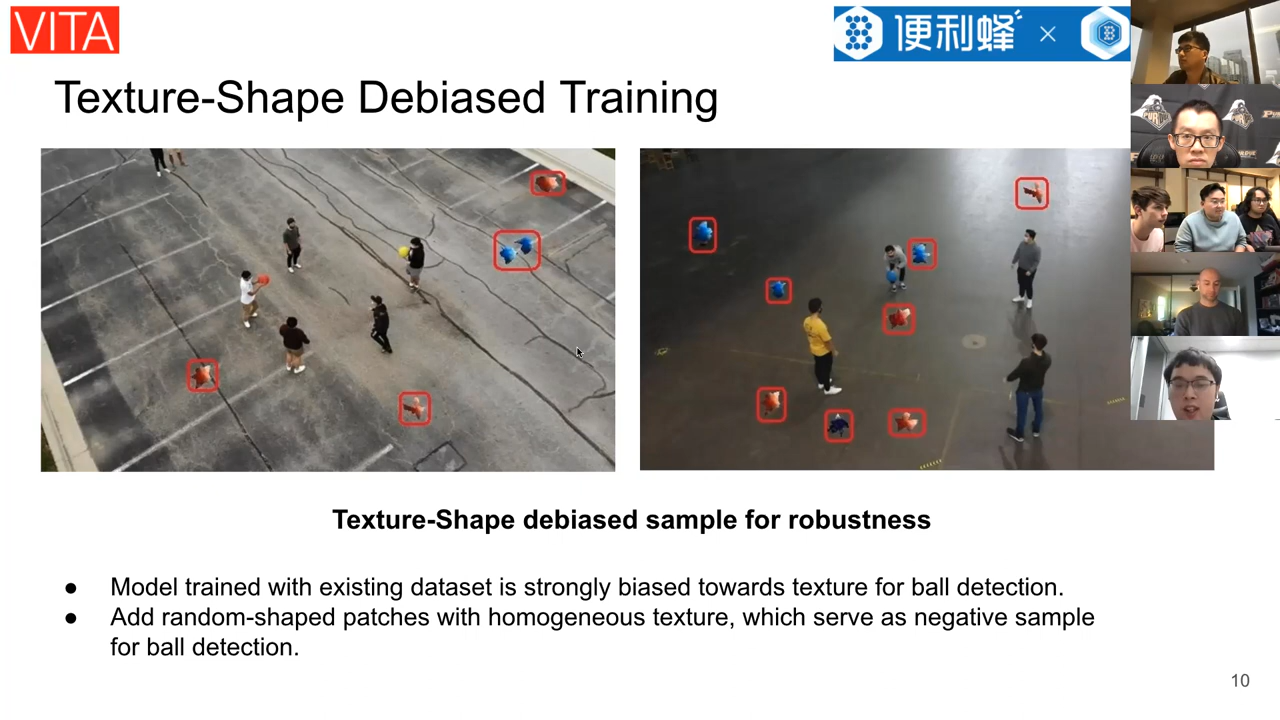 VITA
便利蜂
Texture-Shape Debiased Training
PURDUE
Texture-Shape debiased sample for robustness
● Model trained with existing dataset is strongly biased towards texture for ball detection.
● Add random-shaped patches with homogeneous texture, which serve as negative sample
for ball detection.
10